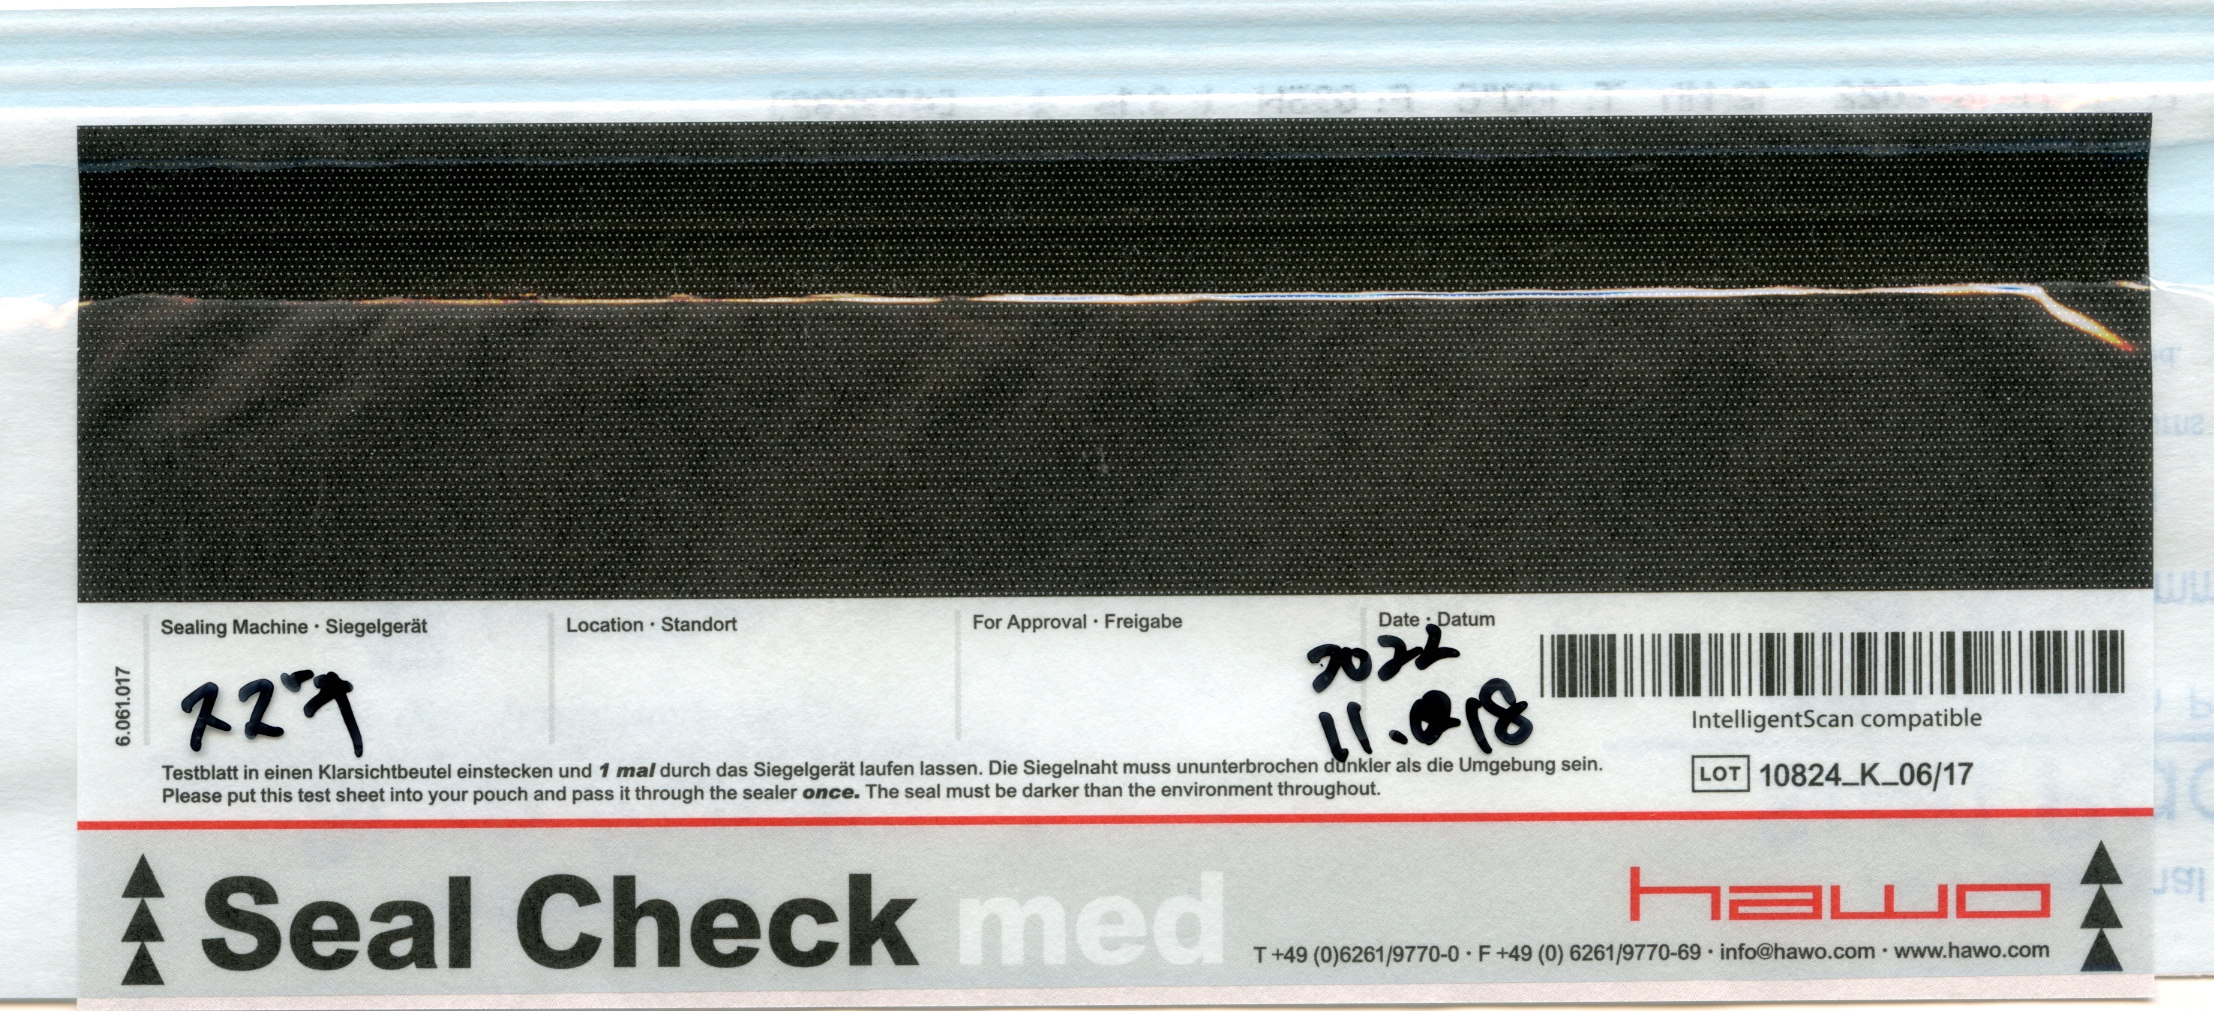 Sealing Machine · Siegelgerät
Location · Standort
For Approval · Freigabe
Date · Datum
2022
11. 18
6.061.017
IntelligentScan compatible
Testblatt in einen Klarsichtbeutel einstecken und 1 mal durch das Siegelgerät laufen lassen. Die Siegelnaht muss ununterbrochen dunkler als die Umgebung sein.
Please put this test sheet into your pouch and pass it through the sealer once. The seal must be darker than the environment throughout.
LOT 10824_K_06/17
Seal Check med
hawo
T +49 (0)6261/9770-0 · F +49 (0) 6261/9770-69 · info@hawo.com · www.hawo.com